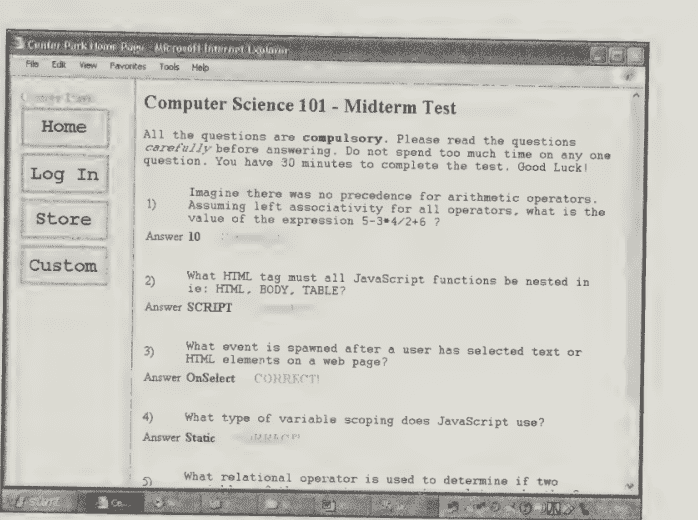 Center Park Home Page - Microsoft Internet Explorer
File Edit View Favorites Tools Help
Center Park
Home
Log In
Store
Custom
Computer Science 101 - Midterm Test
All the questions are compulsory. Please read the questions
carefully before answering. Do not spend too much time on any one
question. You have 30 minutes to complete the test. Good Luck!
1) Imagine there was no precedence for arithmetic operators.
Assuming left associativity for all operators, what is the
value of the expression 5-3*4/2+6 ?
Answer 10
2) What HTML tag must all JavaScript functions be nested in
ie: HTML, BODY, TABLE?
Answer SCRIPT
3) What event is spawned after a user has selected text or
HTML elements on a web page?
Answer OnSelect CORRECT!
4) What type of variable scoping does JavaScript use?
Answer Static
5) What relational operator is used to determine if two
start